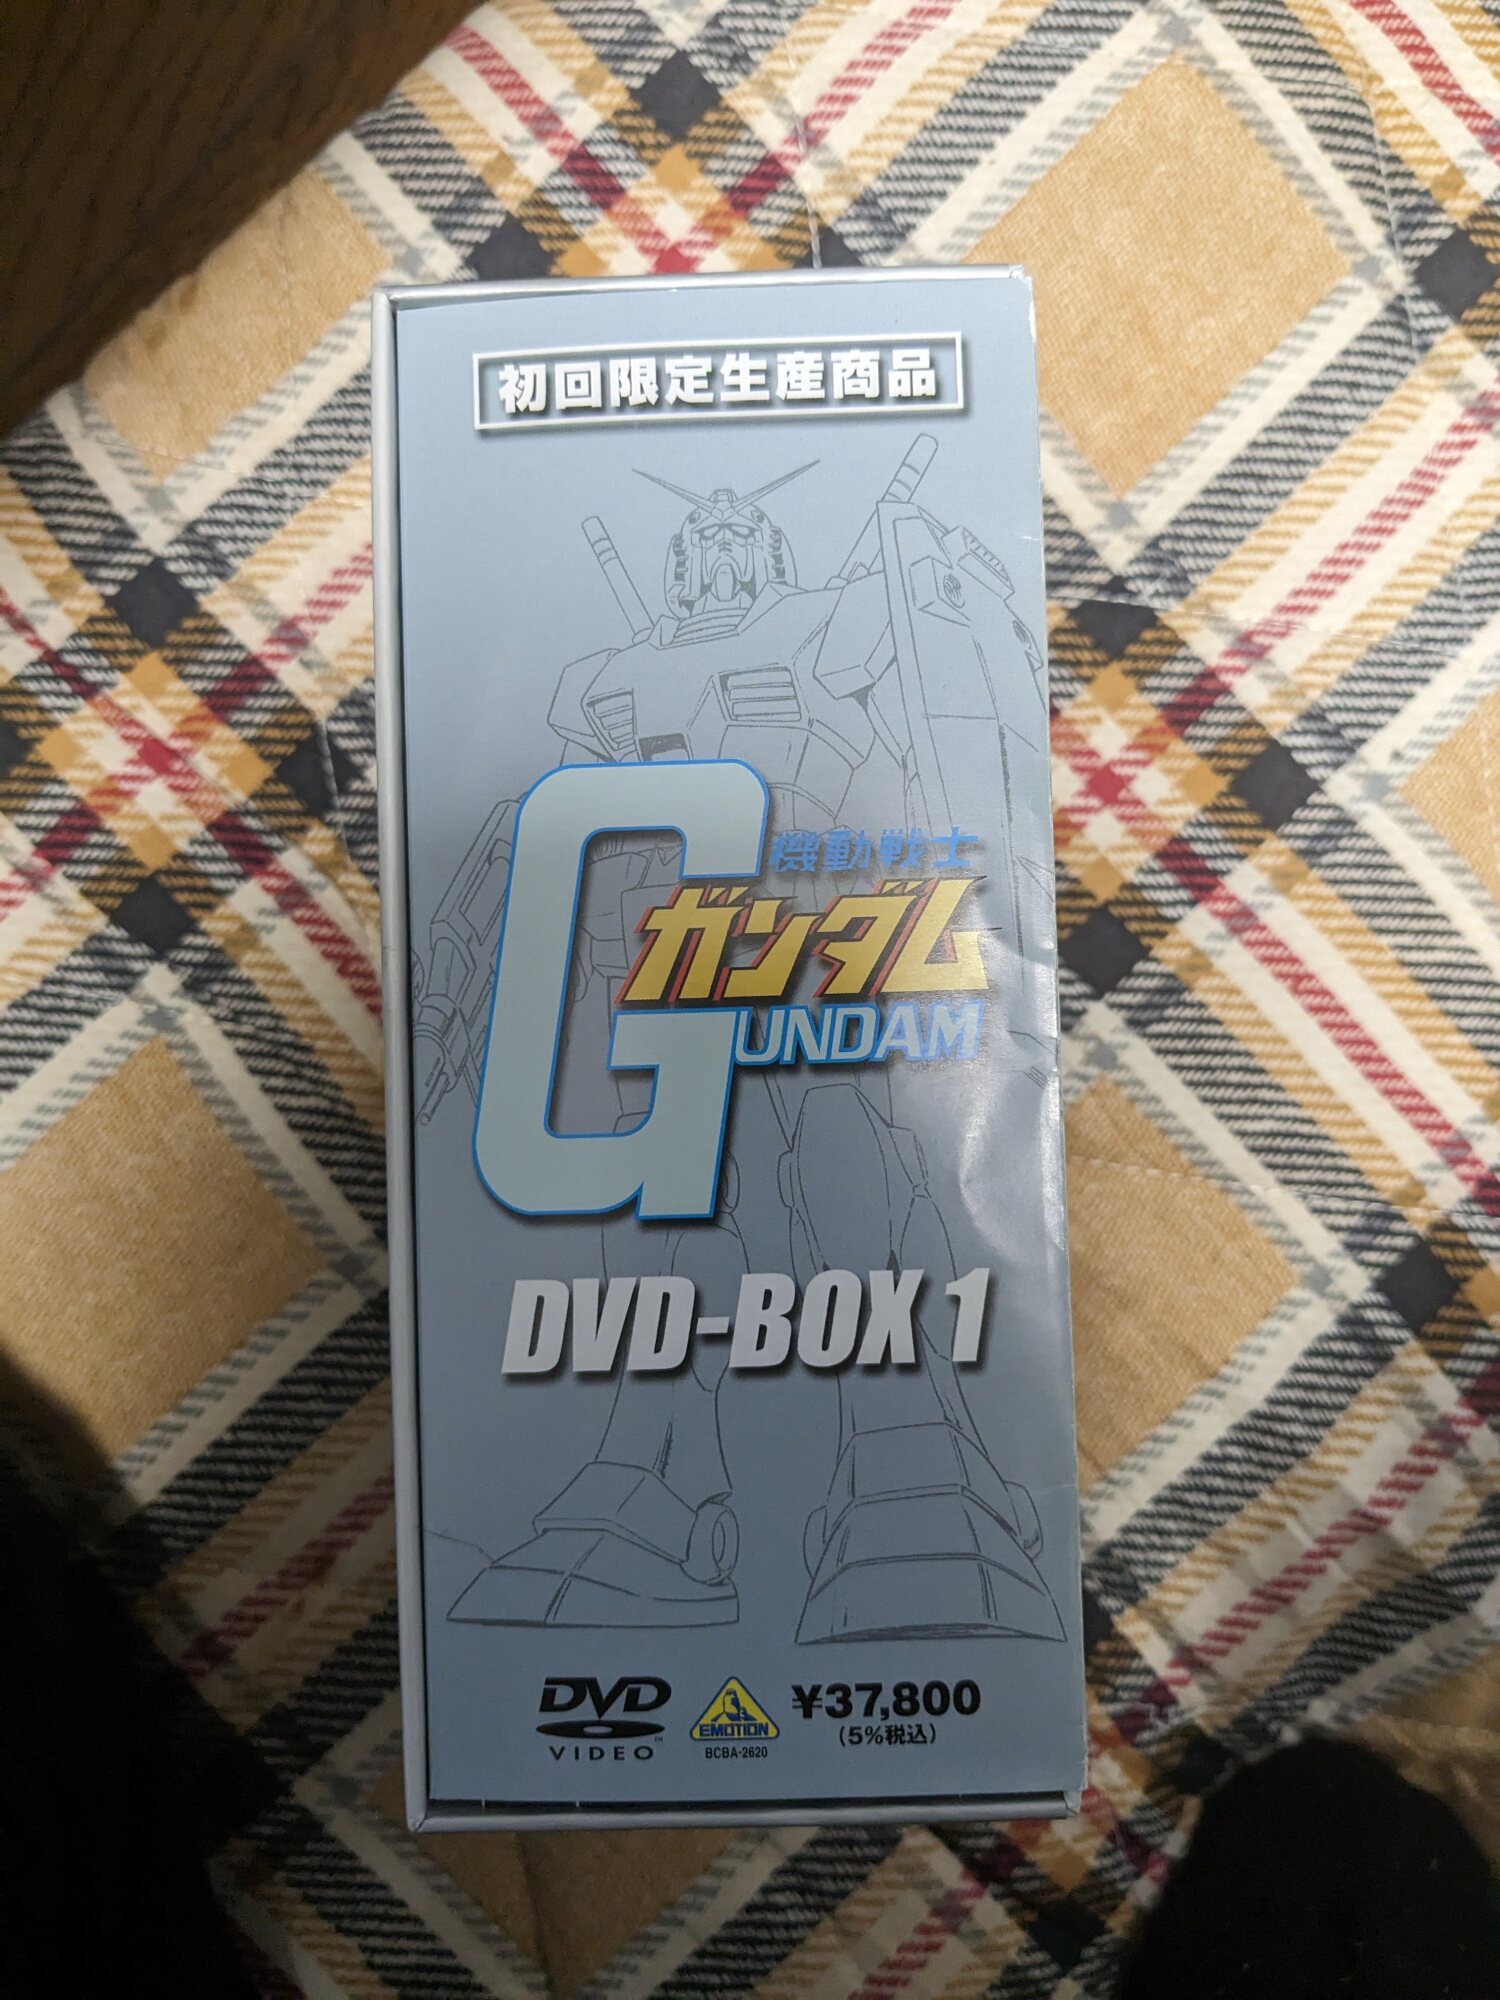 初回限定生産商品
機動戦士
ガンダム
GUNDAM
DVD-BOX 1
DVD
VIDEO
EMOTION
BCBA-2620
¥37,800
(5%税込)